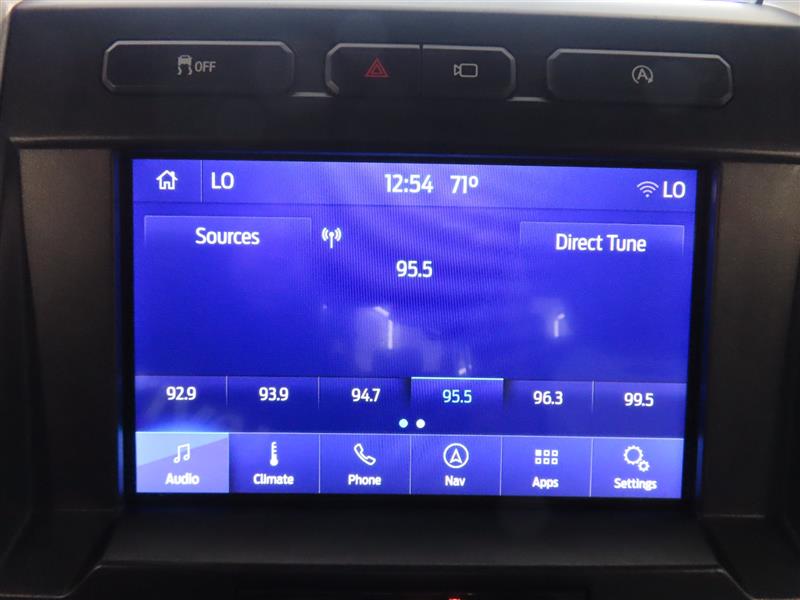 OFF
A
LO 12:54 71° LO
Sources Direct Tune
95.5
92.9 93.9 94.7 95.5 96.3 99.5
Audio Climate Phone Nav Apps Settings